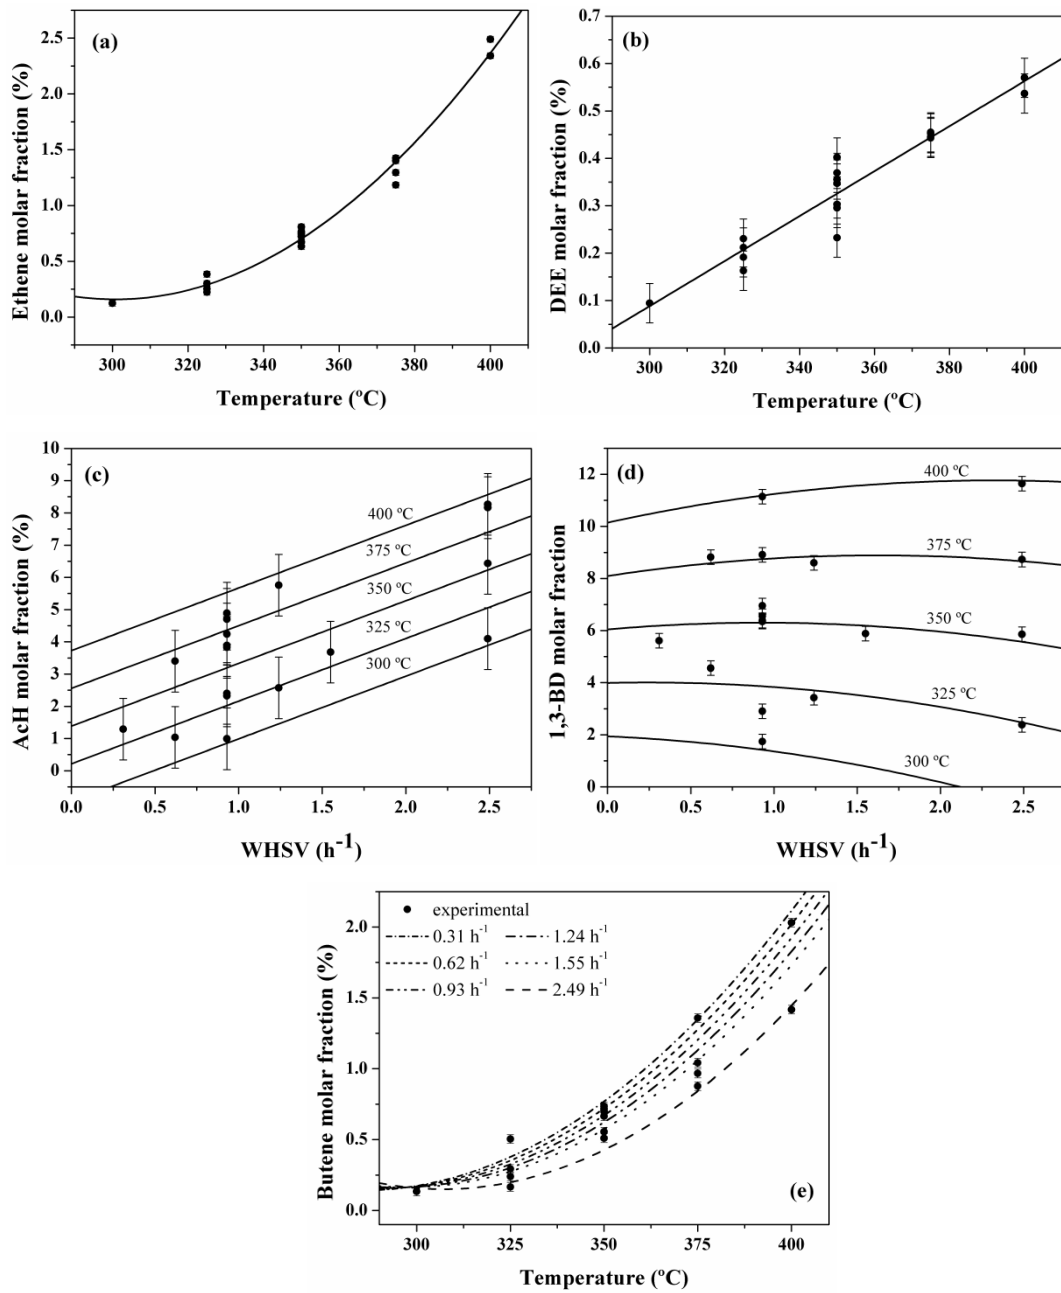 (a)
Ethene molar fraction (%)
2.5
2.0
1.5
1.0
0.5
0.0
300 320 340 360 380 400
Temperature (ºC)
(b)
DEE molar fraction (%)
0.7
0.6
0.5
0.4
0.3
0.2
0.1
0.0
300 320 340 360 380 400
Temperature (ºC)
(c)
AcH molar fraction (%)
10
9
8
7
6
5
4
3
2
1
0
400 ºC
375 ºC
350 ºC
325 ºC
300 ºC
0.0 0.5 1.0 1.5 2.0 2.5
WHSV (h-1)
(d)
1,3-BD molar fraction
12
10
8
6
4
2
0
400 ºC
375 ºC
350 ºC
325 ºC
300 ºC
0.0 0.5 1.0 1.5 2.0 2.5
WHSV (h-1)
Butene molar fraction (%)
2.0
1.5
1.0
0.5
0.0
experimental
0.31 h-1 1.24 h-1
0.62 h-1 1.55 h-1
0.93 h-1 2.49 h-1
(e)
300 325 350 375 400
Temperature (ºC)